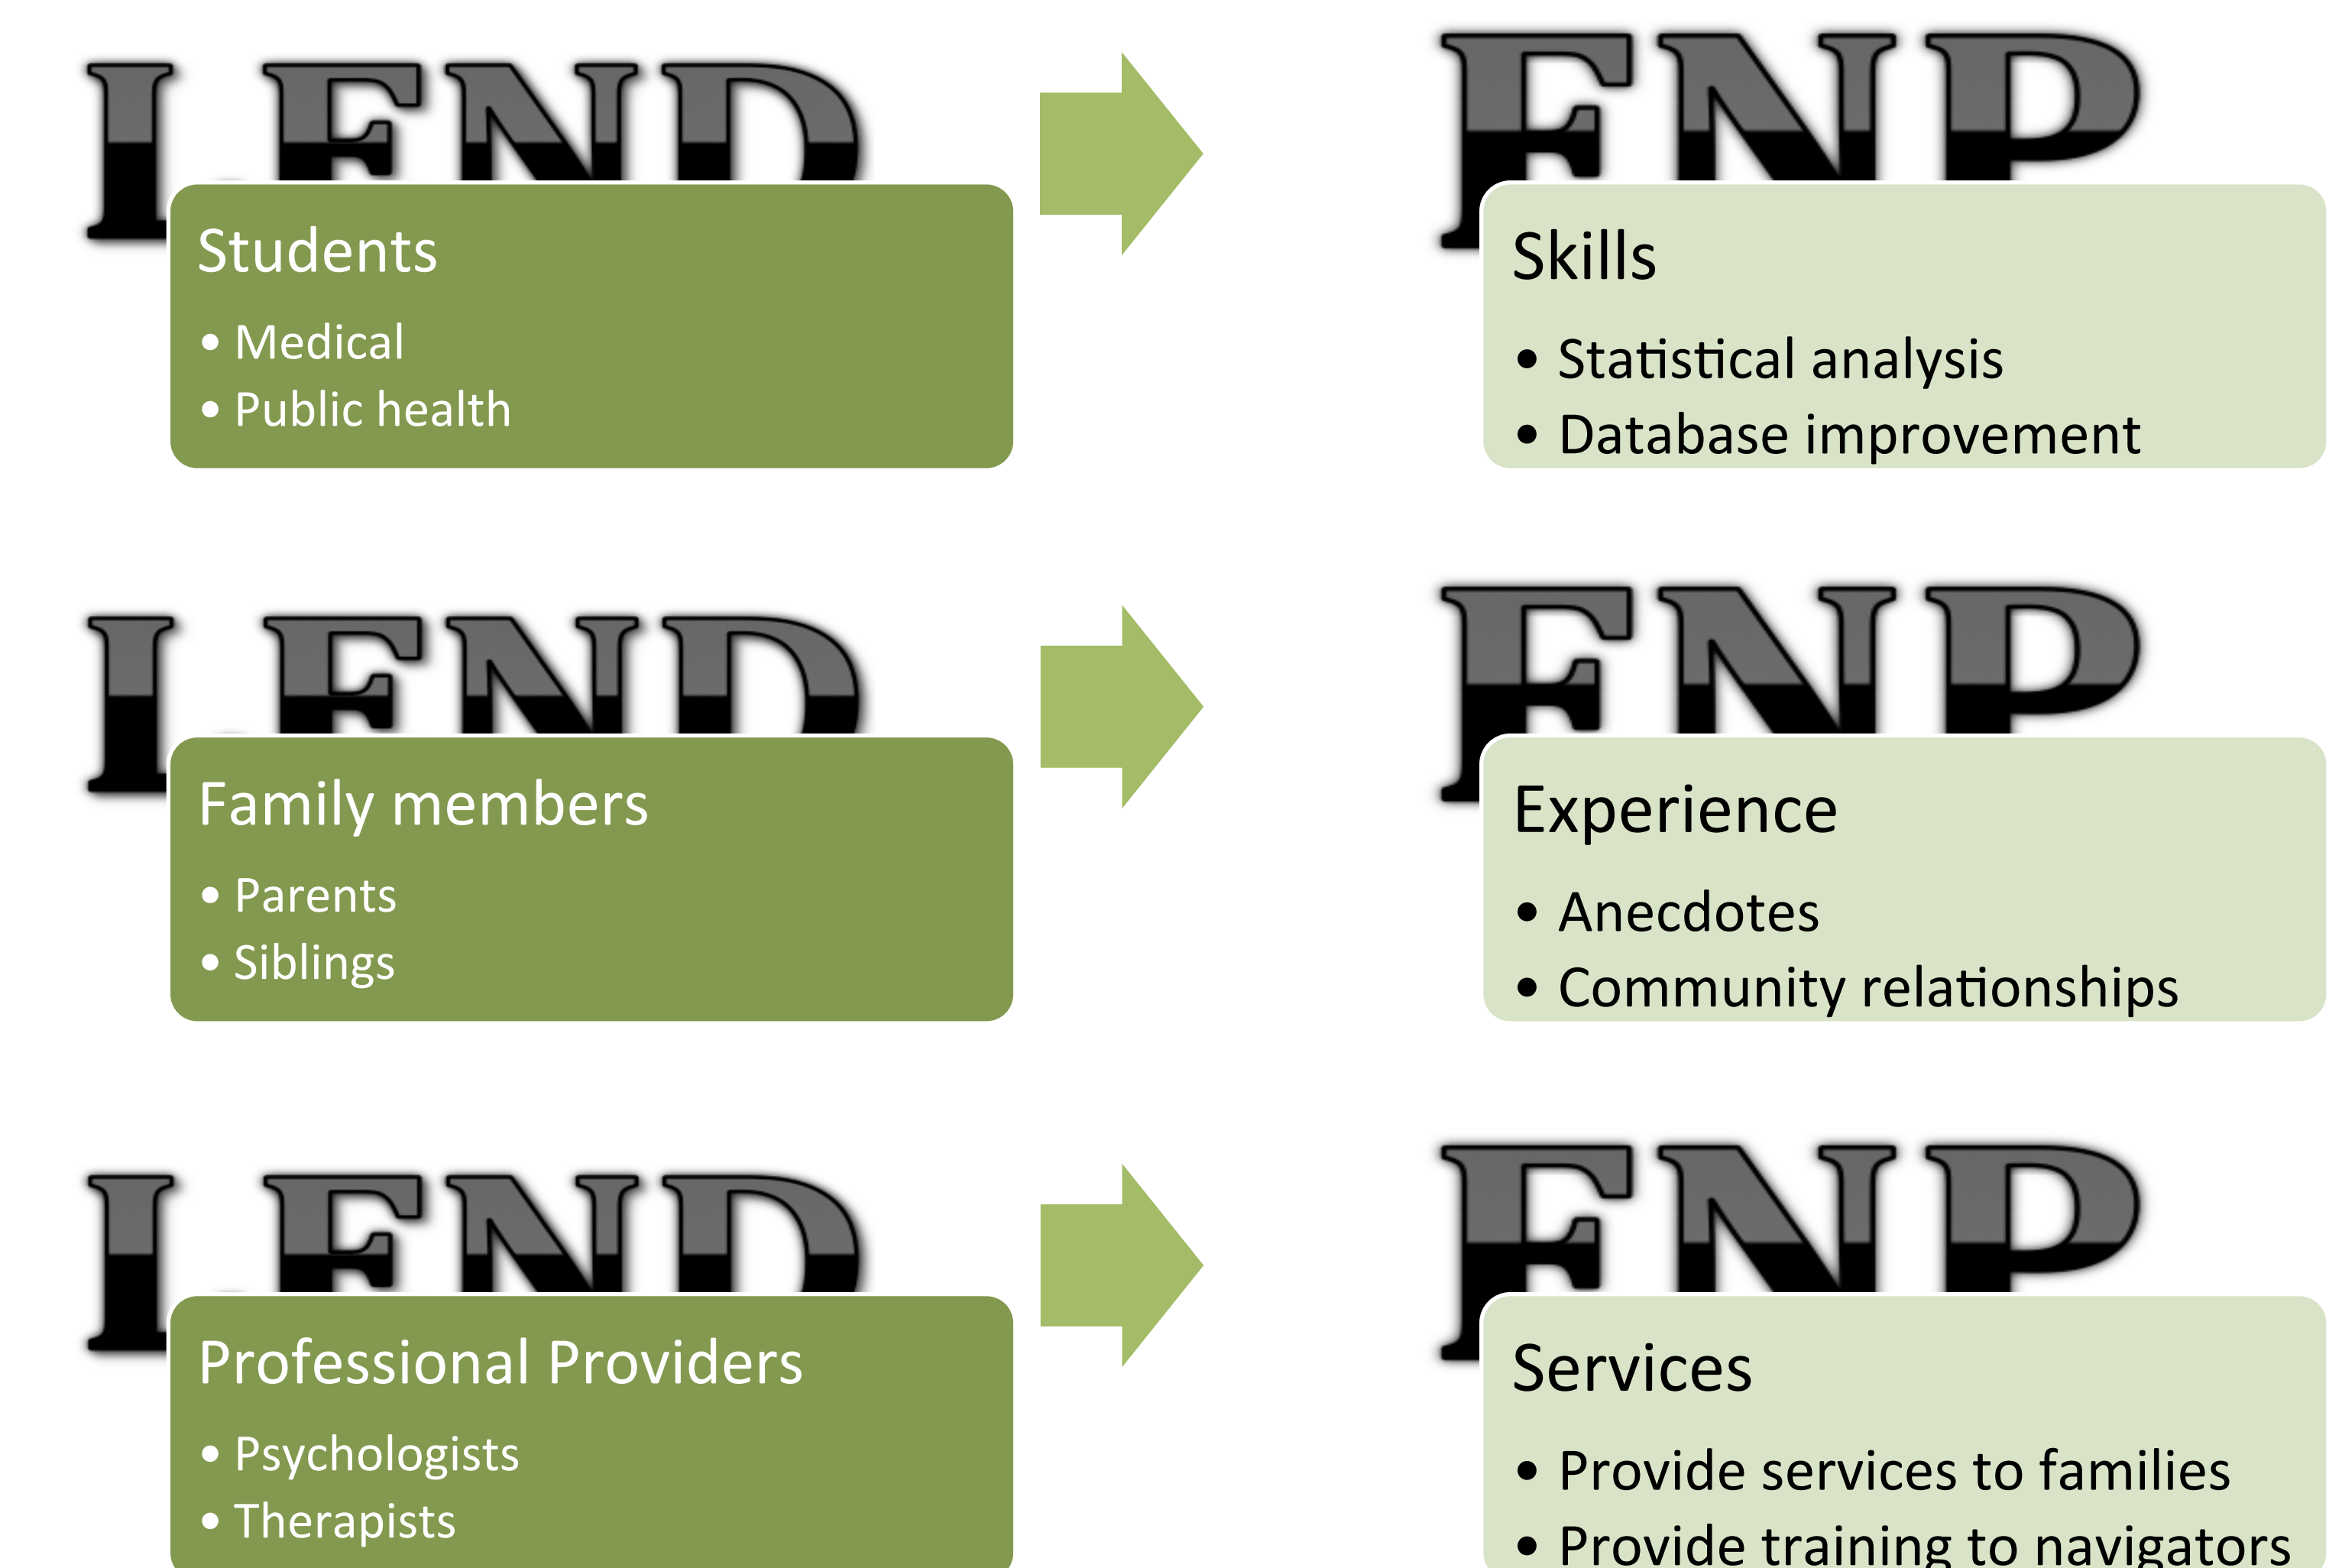 LEND
FNP
Students
• Medical
• Public health
Skills
• Statistical analysis
• Database improvement
LEND
FNP
Family members
• Parents
• Siblings
Experience
• Anecdotes
• Community relationships
LEND
FNP
Professional Providers
• Psychologists
• Therapists
Services
• Provide services to families
• Provide training to navigators